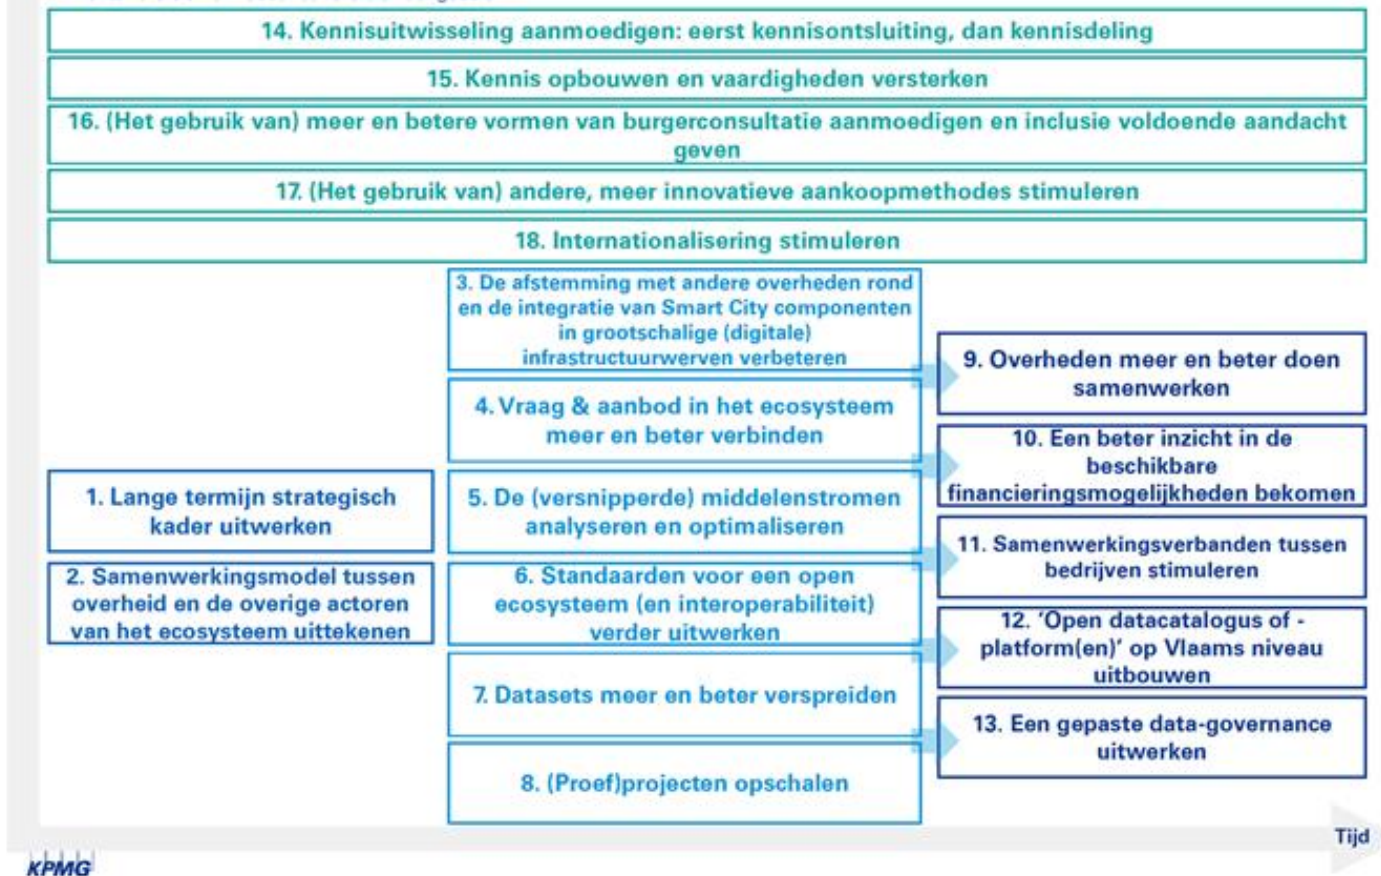 14. Kennisuitwisseling aanmoedigen: eerst kennisontsluiting, dan kennisdeling
15. Kennis opbouwen en vaardigheden versterken
16. (Het gebruik van) meer en betere vormen van burgerconsultatie aanmoedigen en inclusie voldoende aandacht
geven
17. (Het gebruik van) andere, meer innovatieve aankoopmethodes stimuleren
18. Internationalisering stimuleren
1. Lange termijn strategisch
kader uitwerken
2. Samenwerkingsmodel tussen
overheid en de overige actoren
van het ecosysteem uittekenen
3. De afstemming met andere overheden rond
en de integratie van Smart City componenten
in grootschalige (digitale)
infrastructuurwerven verbeteren
4. Vraag & aanbod in het ecosysteem
meer en beter verbinden
5. De (versnipperde) middelenstromen
analyseren en optimaliseren
6. Standaarden voor een open
ecosysteem (en interoperabiliteit)
verder uitwerken
7. Datasets meer en beter verspreiden
8. (Proef)projecten opschalen
9. Overheden meer en beter doen
samenwerken
10. Een beter inzicht in de
beschikbare
financieringsmogelijkheden bekomen
11. Samenwerkingsverbanden tussen
bedrijven stimuleren
12. ‘Open datacatalogus of -
platform(en)’ op Vlaams niveau
uitbouwen
13. Een gepaste data-governance
uitwerken
Tijd
KPMG